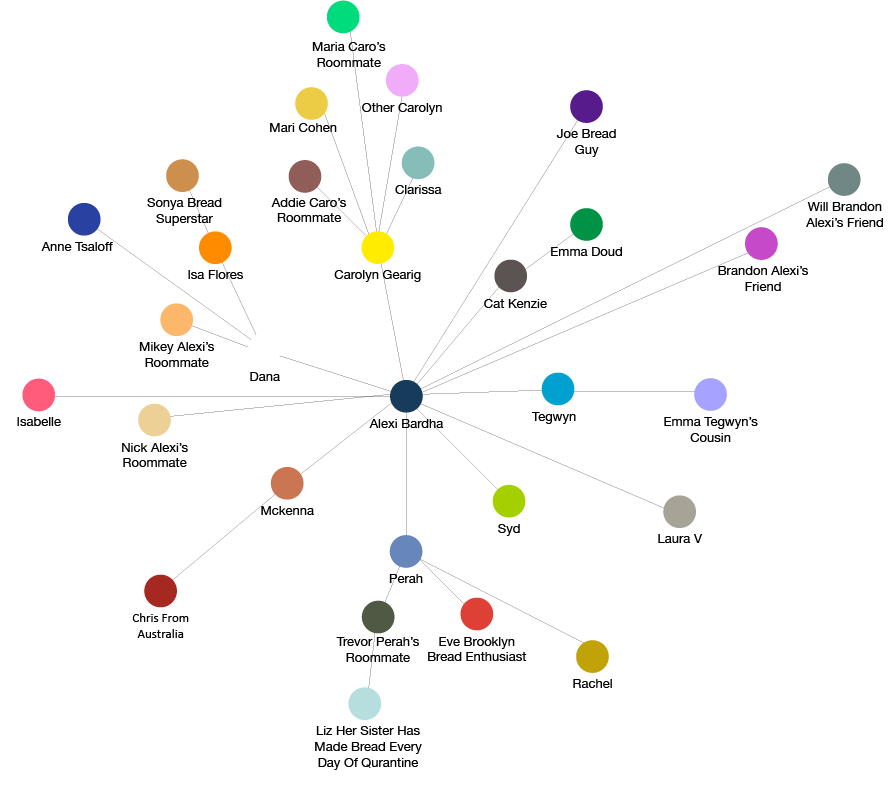 Maria Caro's
Roommate
Other Carolyn
Mari Cohen
Joe Bread
Guy
Clarissa
Sonya Bread
Superstar
Addie Caro's
Roommate
Will Brandon
Alexi's Friend
Anne Tsaloff
Isa Flores
Carolyn Gearig
Emma Doud
Brandon Alexi's
Friend
Cat Kenzie
Mikey Alexi's
Roommate
Dana
Isabelle
Nick Alexi's
Roommate
Alexi Bardha
Tegwyn
Emma Tegwyn's
Cousin
Mckenna
Syd
Laura V
Perah
Chris From
Australia
Trevor Perah's
Roommate
Eve Brooklyn
Bread Enthusiast
Rachel
Liz Her Sister Has
Made Bread Every
Day Of Qurantine